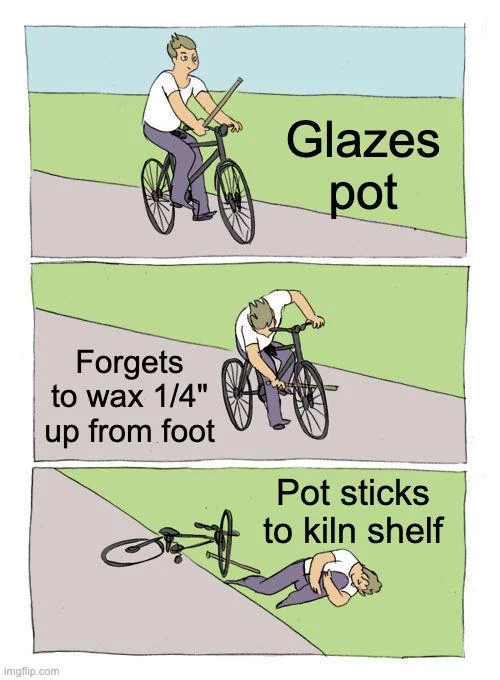 Glazes
pot
Forgets
to wax 1/4"
up from foot
Pot sticks
to kiln shelf
imgflip.com